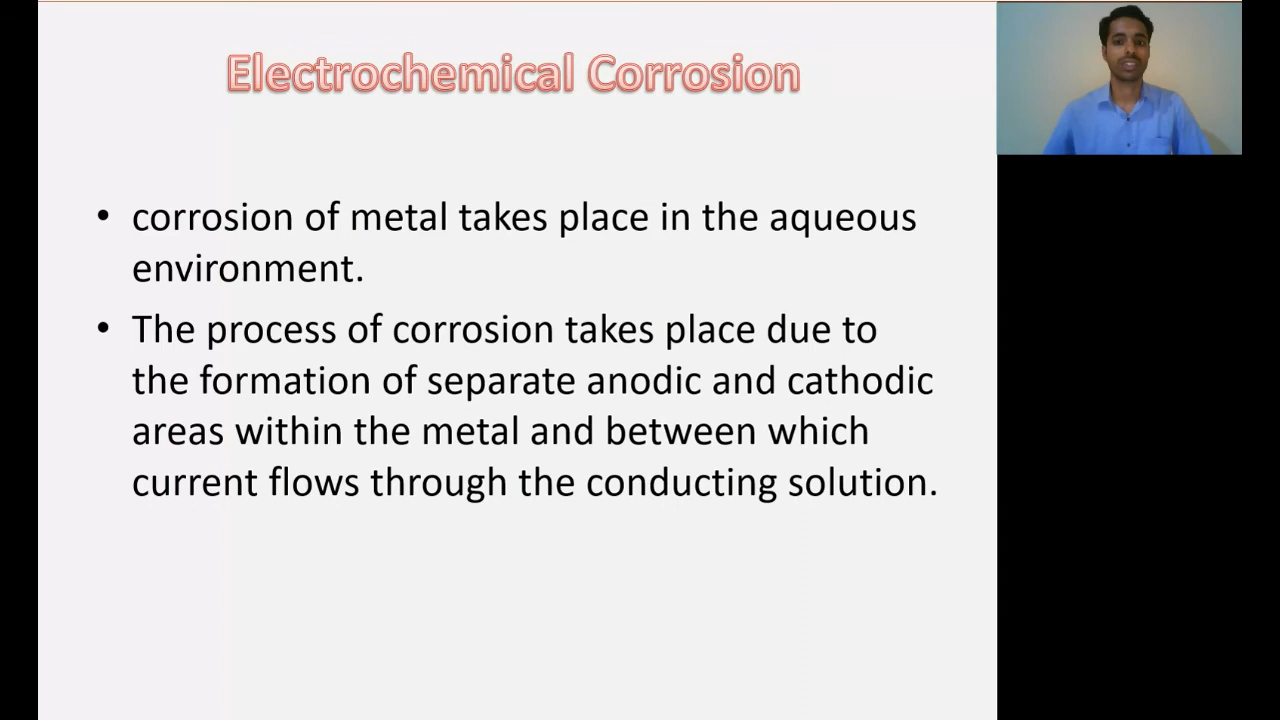 Electrochemical Corrosion
• corrosion of metal takes place in the aqueous
environment.
• The process of corrosion takes place due to
the formation of separate anodic and cathodic
areas within the metal and between which
current flows through the conducting solution.